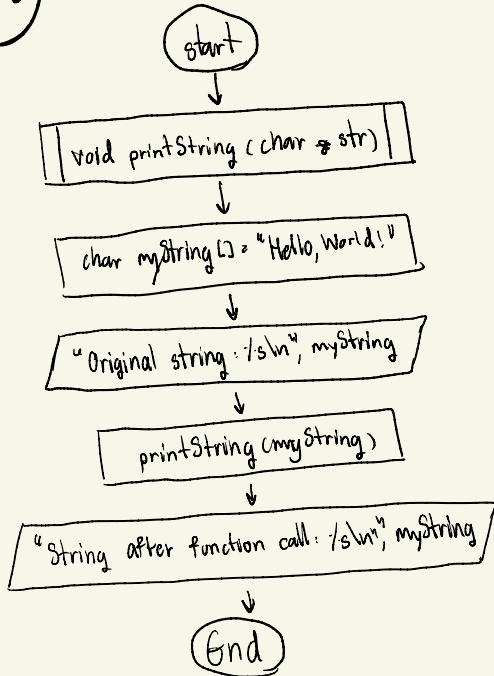 start
void printString (char * str)
char myString [] = "Hello, World!"
"Original string : %s\n", myString
printString (myString)
"String after function call: %s\n", myString
End